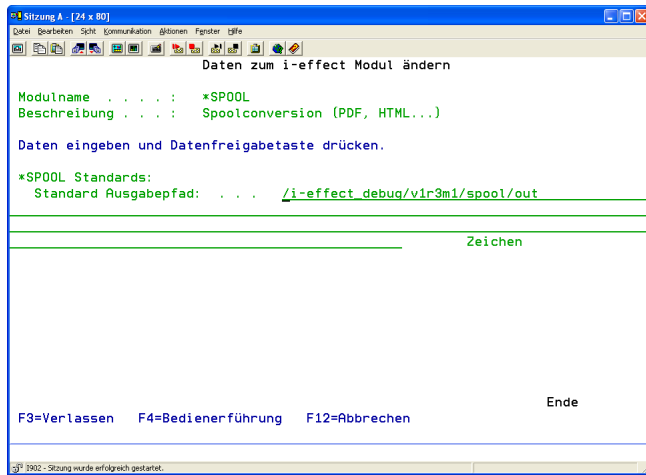 Sitzung A - [24 x 80]
Datei Bearbeiten Sicht Kommunikation Aktionen Fenster Hilfe
Daten zum i-effect Modul ändern
Modulname . . . . : *SPOOL
Beschreibung . . . : Spoolconversion (PDF, HTML...)
Daten eingeben und Datenfreigabetaste drücken.
*SPOOL Standards:
Standard Ausgabepfad: . . . /i-effect_debug/v1r3m1/spool/out
Zeichen
Ende
F3=Verlassen F4=Bedienerführung F12=Abbrechen
I902 - Sitzung wurde erfolgreich gestartet.